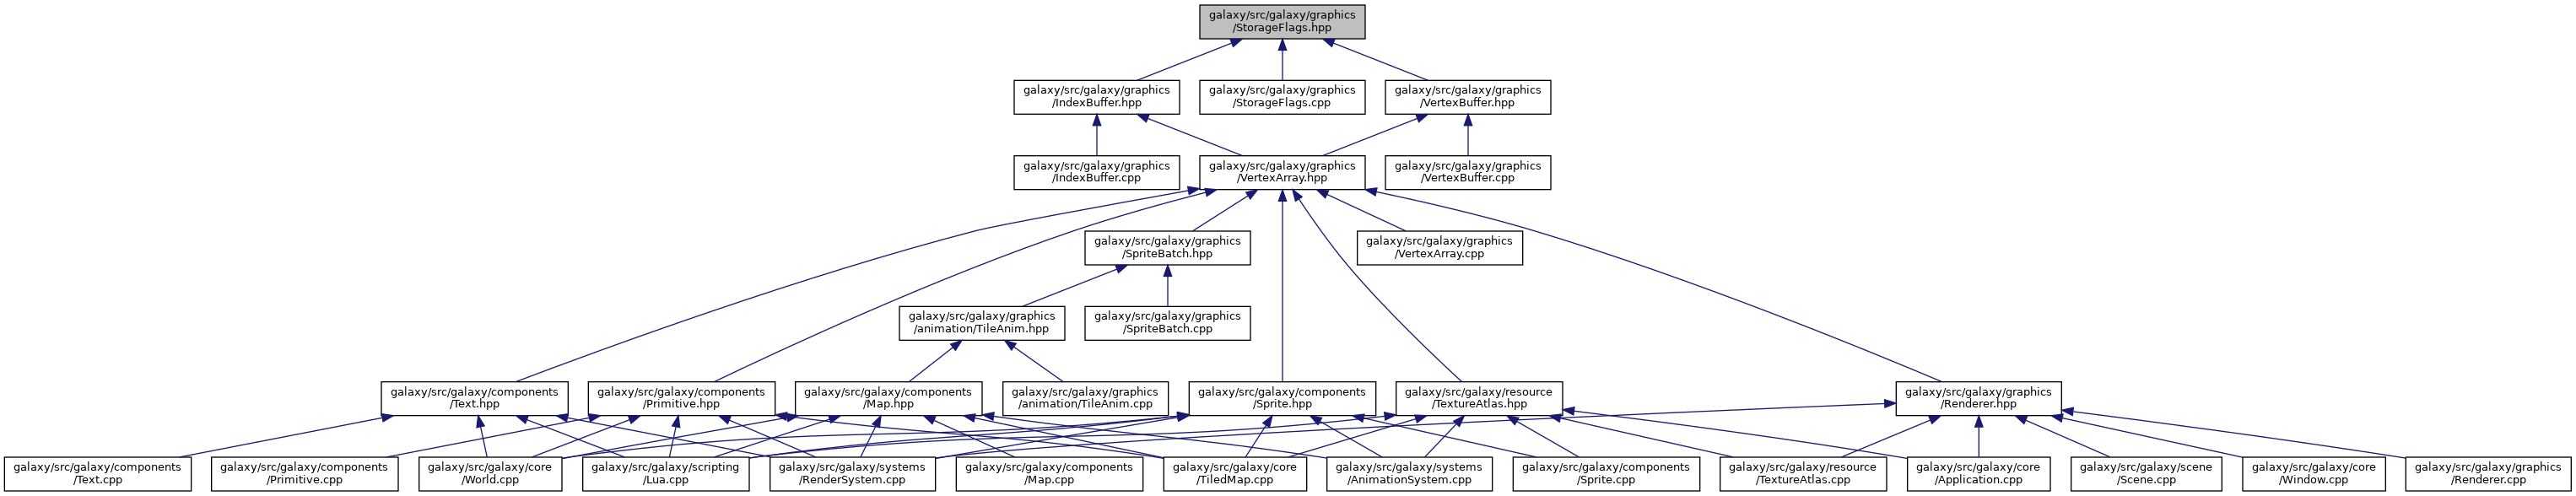 galaxy/src/galaxy/graphics
/StorageFlags.hpp
galaxy/src/galaxy/graphics
/IndexBuffer.hpp
galaxy/src/galaxy/graphics
/StorageFlags.cpp
galaxy/src/galaxy/graphics
/VertexBuffer.hpp
galaxy/src/galaxy/graphics
/IndexBuffer.cpp
galaxy/src/galaxy/graphics
/VertexArray.hpp
galaxy/src/galaxy/graphics
/VertexBuffer.cpp
galaxy/src/galaxy/graphics
/SpriteBatch.hpp
galaxy/src/galaxy/graphics
/VertexArray.cpp
galaxy/src/galaxy/graphics
/animation/TileAnim.hpp
galaxy/src/galaxy/graphics
/SpriteBatch.cpp
galaxy/src/galaxy/components
/Text.hpp
galaxy/src/galaxy/components
/Primitive.hpp
galaxy/src/galaxy/components
/Map.hpp
galaxy/src/galaxy/graphics
/animation/TileAnim.cpp
galaxy/src/galaxy/components
/Sprite.hpp
galaxy/src/galaxy/resource
/TextureAtlas.hpp
galaxy/src/galaxy/graphics
/Renderer.hpp
galaxy/src/galaxy/components
/Text.cpp
galaxy/src/galaxy/components
/Primitive.cpp
galaxy/src/galaxy/core
/World.cpp
galaxy/src/galaxy/scripting
/Lua.cpp
galaxy/src/galaxy/systems
/RenderSystem.cpp
galaxy/src/galaxy/components
/Map.cpp
galaxy/src/galaxy/core
/TiledMap.cpp
galaxy/src/galaxy/systems
/AnimationSystem.cpp
galaxy/src/galaxy/components
/Sprite.cpp
galaxy/src/galaxy/resource
/TextureAtlas.cpp
galaxy/src/galaxy/core
/Application.cpp
galaxy/src/galaxy/scene
/Scene.cpp
galaxy/src/galaxy/core
/Window.cpp
galaxy/src/galaxy/graphics
/Renderer.cpp